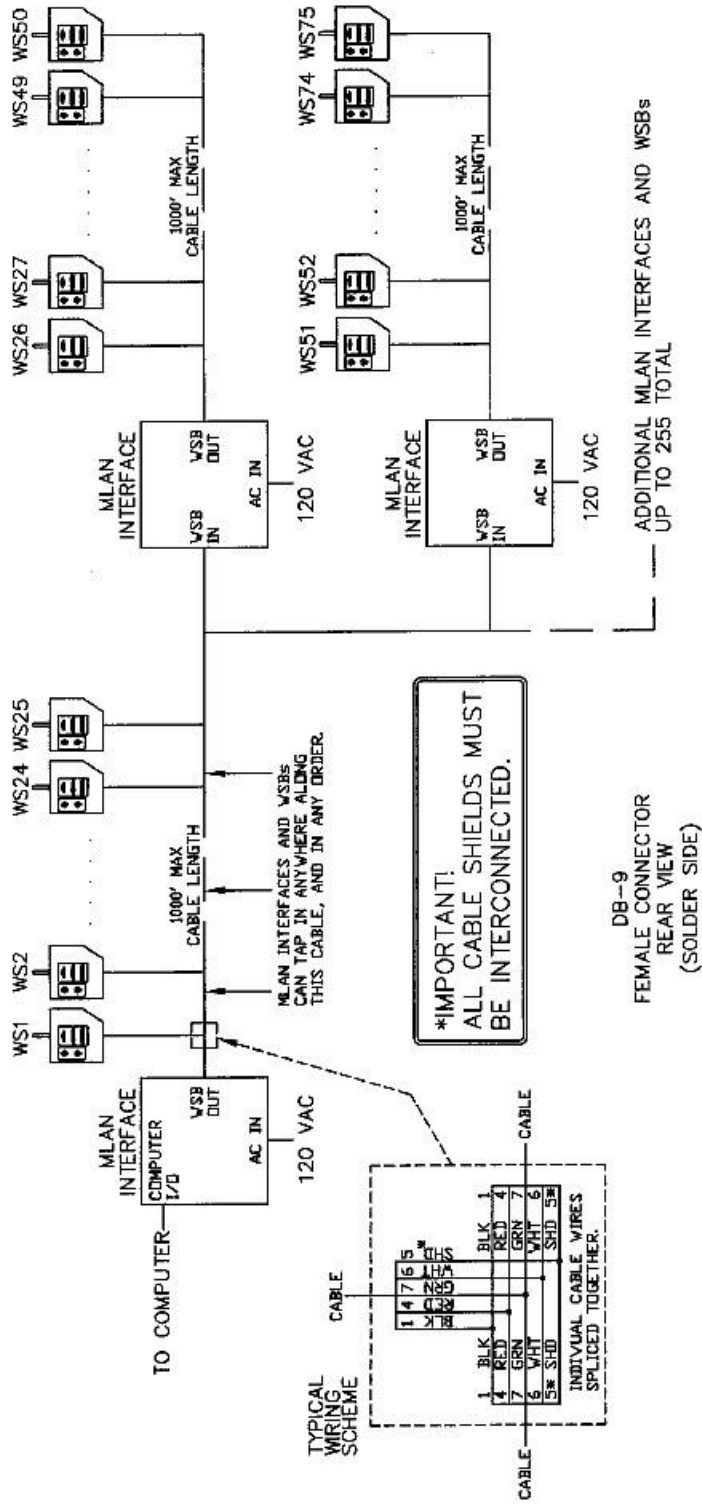 WS1
WS2
WS24
WS25
WS26
WS27
WS49
WS50
1000' MAX
CABLE LENGTH
1000' MAX
CABLE LENGTH
MLAN
INTERFACE
COMPUTER
I/O
WSB
OUT
AC IN
120 VAC
TO COMPUTER
MLAN INTERFACES AND WSBs
CAN TAP IN ANYWHERE ALONG
THIS CABLE, AND IN ANY ORDER.
MLAN
INTERFACE
WSB
IN
WSB
OUT
AC IN
120 VAC
WS51
WS52
WS74
WS75
1000' MAX
CABLE LENGTH
MLAN
INTERFACE
WSB
IN
WSB
OUT
AC IN
120 VAC
ADDITIONAL MLAN INTERFACES AND WSBs
UP TO 255 TOTAL
*IMPORTANT!
ALL CABLE SHIELDS MUST
BE INTERCONNECTED.
TYPICAL
WIRING
SCHEME
CABLE
1 4 7 6 5
BLK RED GRN WHT SHD*
1 BLK BLK 1
4 RED RED 4
7 GRN GRN 7
6 WHT WHT 6
5* SHD SHD 5*
CABLE
CABLE
INDIVUAL CABLE WIRES
SPLICED TOGETHER.
DB-9
FEMALE CONNECTOR
REAR VIEW
(SOLDER SIDE)